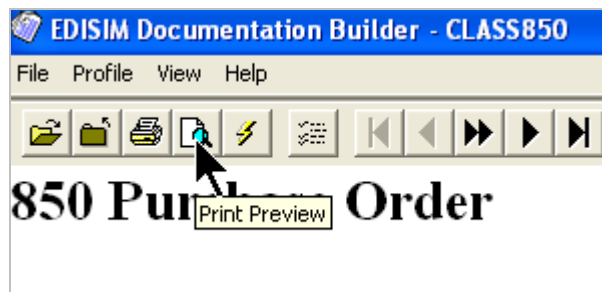 EDISIM Documentation Builder - CLASS850
File Profile View Help
850 Pur Order
Print Preview